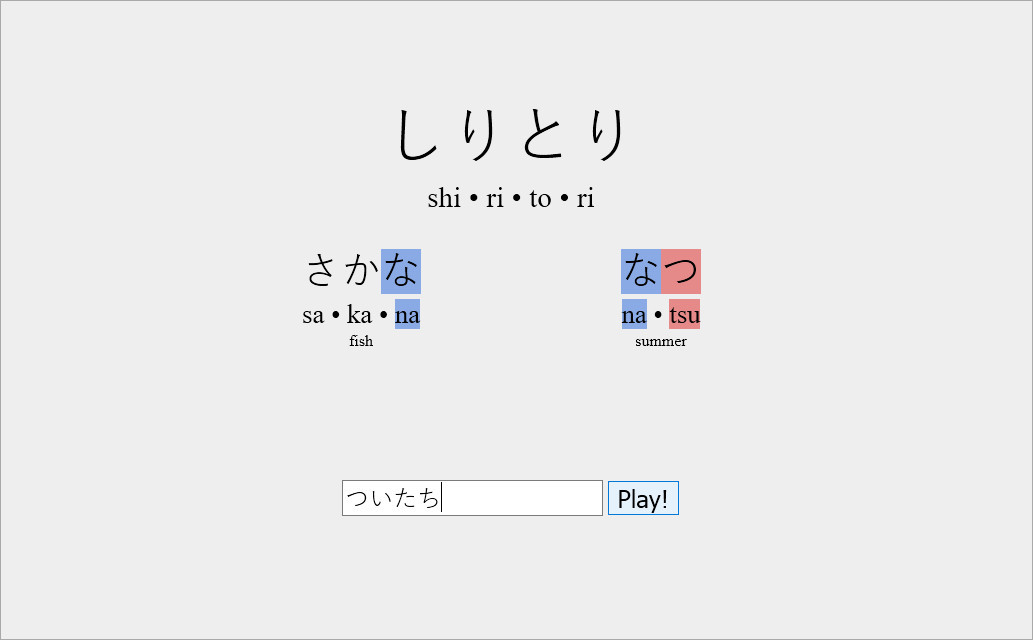 しりとり
shi • ri • to • ri
さかな
sa • ka • na
fish
なつ
na • tsu
summer
ついたち
Play!